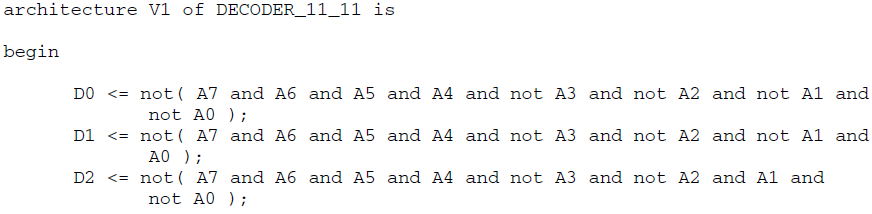 architecture V1 of DECODER_11_11 is
begin
D0 <= not( A7 and A6 and A5 and A4 and not A3 and not A2 and not A1 and
not A0 );
D1 <= not( A7 and A6 and A5 and A4 and not A3 and not A2 and not A1 and
A0 );
D2 <= not( A7 and A6 and A5 and A4 and not A3 and not A2 and A1 and
not A0 );